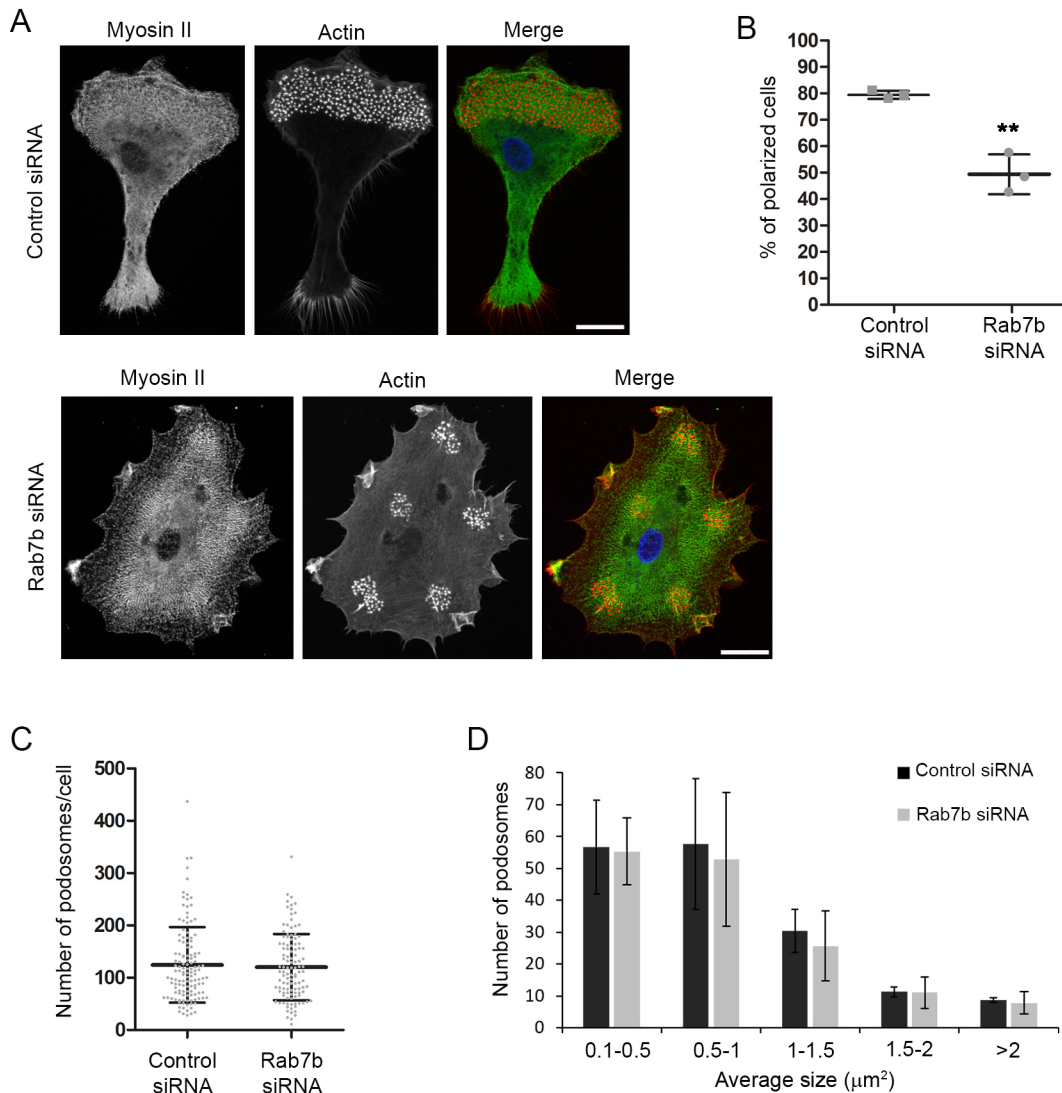 A
Myosin II Actin Merge
Control siRNA
Myosin II Actin Merge
Rab7b siRNA
B
% of polarized cells
100
90
80
70
60
50
40
30
20
10
0
**
Control
siRNA
Rab7b
siRNA
C
Number of podosomes/cell
500
400
300
200
100
0
Control
siRNA
Rab7b
siRNA
D
Number of podosomes
80
70
60
50
40
30
20
10
0
Control siRNA
Rab7b siRNA
0.1-0.5 0.5-1 1-1.5 1.5-2 >2
Average size (μm²)